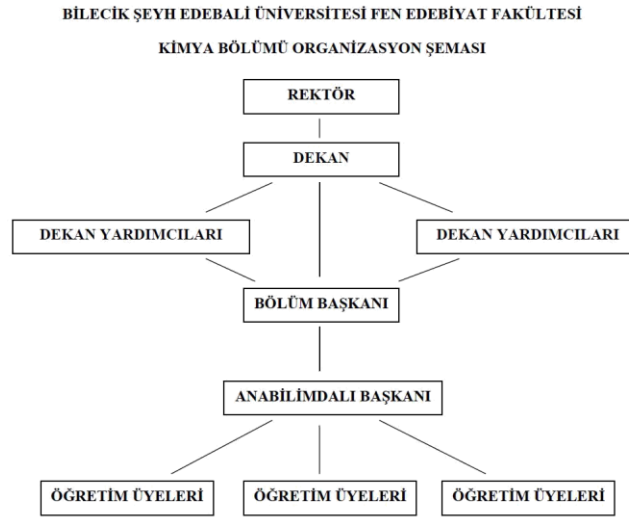 BİLECİK ŞEYH EDEBALİ ÜNİVERSİTESİ FEN EDEBİYAT FAKÜLTESİ
KİMYA BÖLÜMÜ ORGANİZASYON ŞEMASI
REKTÖR
DEKAN
DEKAN YARDIMCILARI
DEKAN YARDIMCILARI
BÖLÜM BAŞKANI
ANABİLİMDALI BAŞKANI
ÖĞRETİM ÜYELERİ
ÖĞRETİM ÜYELERİ
ÖĞRETİM ÜYELERİ